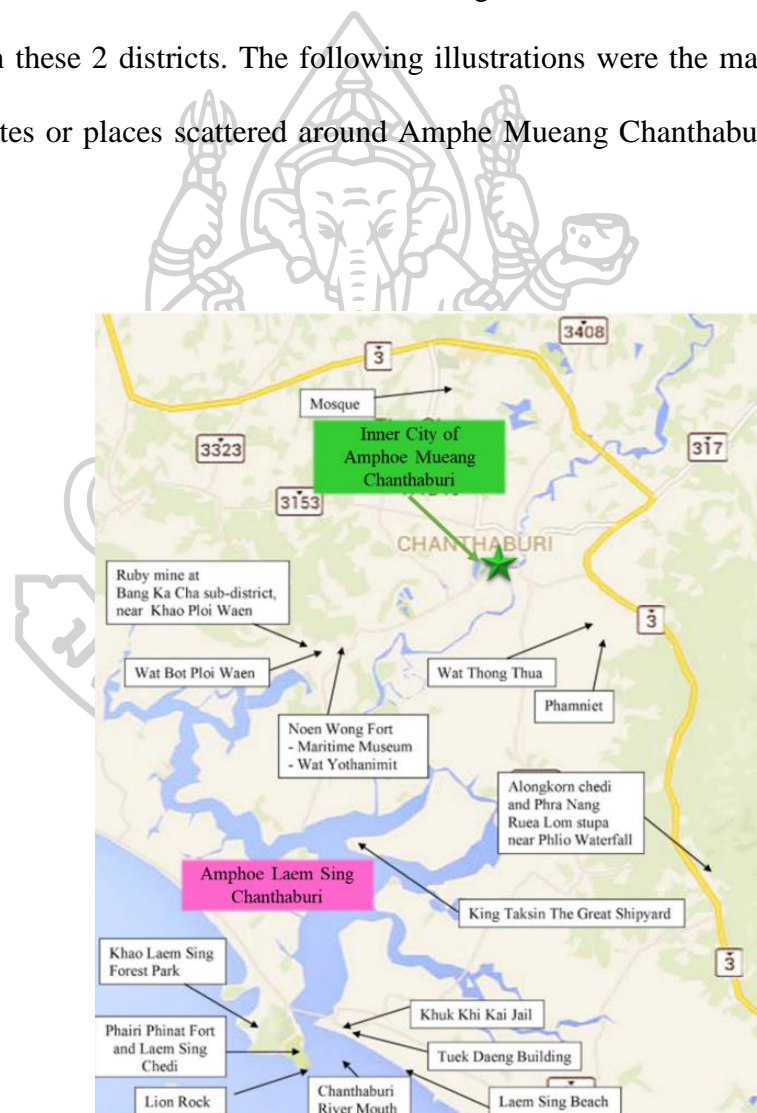 n these 2 districts. The following illustrations were the ma
tes or places scattered around Amphe Mueang Chanthabu
3408
3
Mosque
Inner City of
Amphoe Mueang
Chanthaburi
3323
317
3153
CHANTHABURI
Ruby mine at
Bang Ka Cha sub-district,
near Khao Ploi Waen
3
Wat Bot Ploi Waen
Wat Thong Thua
Phamniet
Noen Wong Fort
- Maritime Museum
- Wat Yothanimit
Alongkorn chedi
and Phra Nang
Ruea Lom stupa
near Phlio Waterfall
Amphoe Laem Sing
Chanthaburi
King Taksin The Great Shipyard
Khao Laem Sing
Forest Park
3
Khuk Khi Kai Jail
Phairi Phinat Fort
and Laem Sing
Chedi
Tuek Daeng Building
Lion Rock
Chanthaburi
River Mouth
Laem Sing Beach